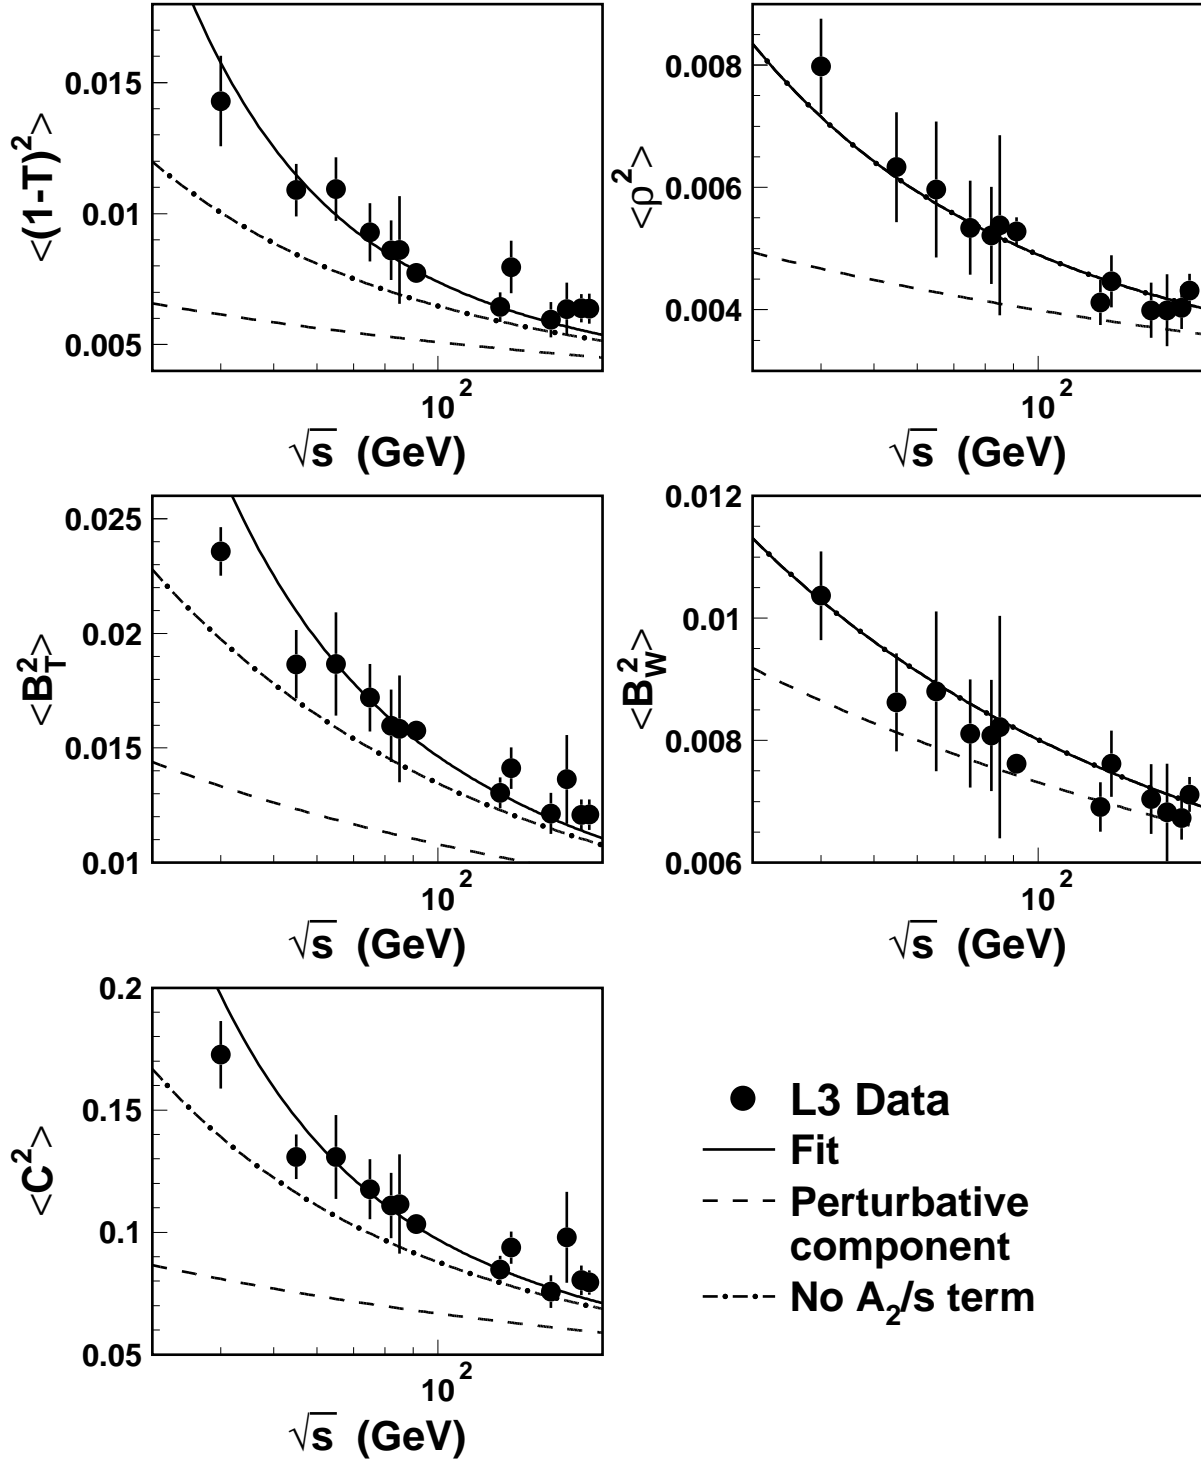 <(1-T)²>
0.015
0.01
0.005
10²
√s (GeV)
<ρ²>
0.008
0.006
0.004
10²
√s (GeV)
<B_T²>
0.025
0.02
0.015
0.01
10²
√s (GeV)
<B_W²>
0.012
0.01
0.008
0.006
10²
√s (GeV)
<C²>
0.2
0.15
0.1
0.05
10²
√s (GeV)
L3 Data
Fit
Perturbative
component
No A₂/s term